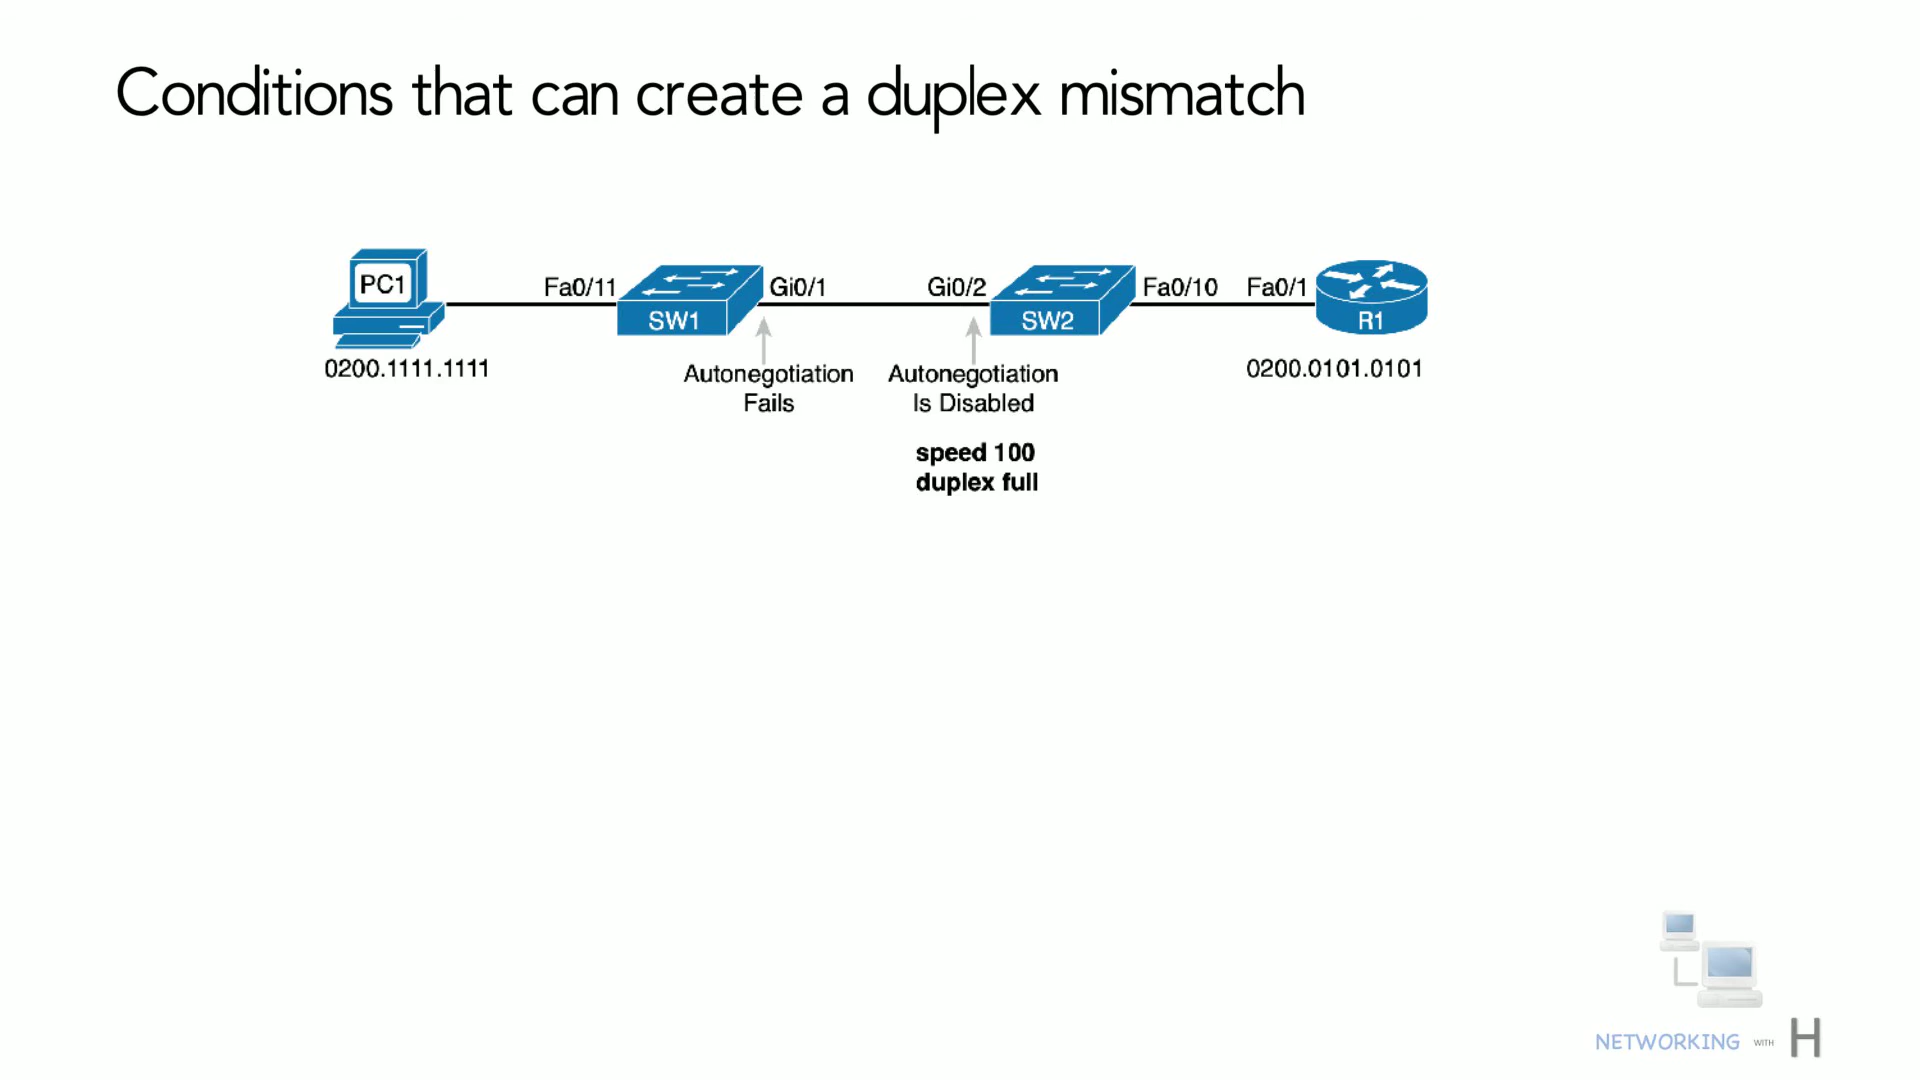 Conditions that can create a duplex mismatch
PC1
Fa0/11
SW1
Gi0/1
Gi0/2
SW2
Fa0/10
Fa0/1
R1
0200.1111.1111
Autonegotiation
Fails
Autonegotiation
Is Disabled
0200.0101.0101
speed 100
duplex full
NETWORKING WITH H